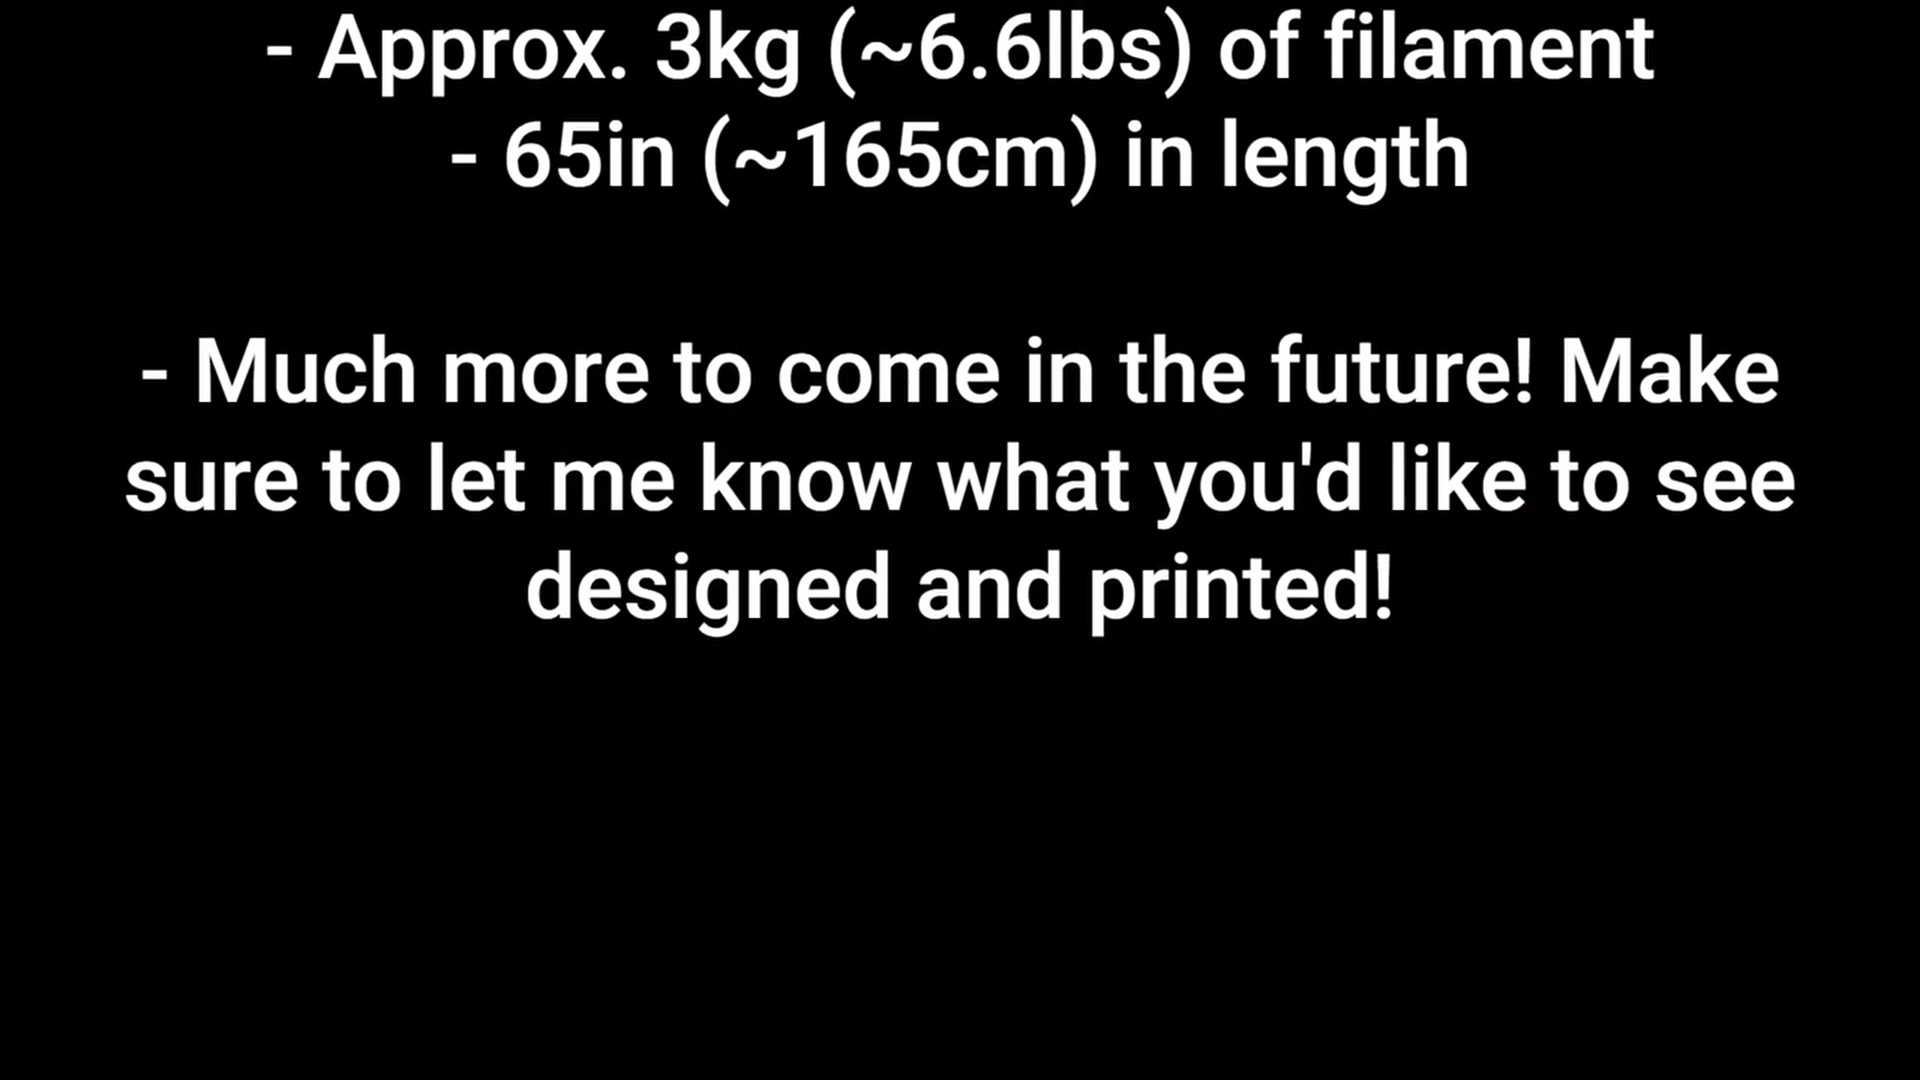 - Approx. 3kg (~6.6lbs) of filament
- 65in (~165cm) in length
- Much more to come in the future! Make
sure to let me know what you'd like to see
designed and printed!